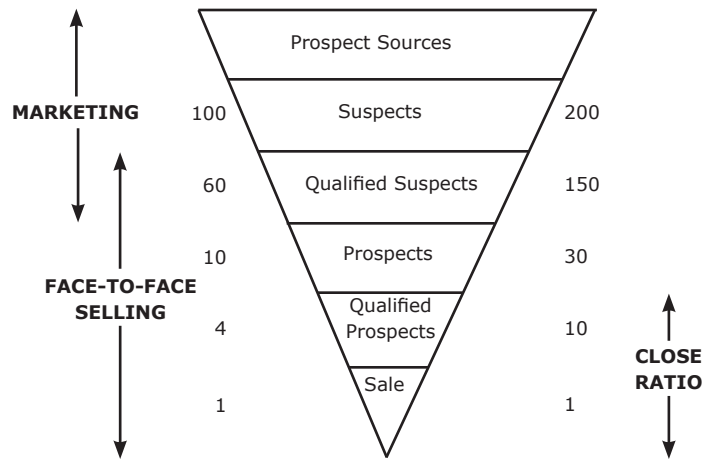 Prospect Sources
MARKETING
100
Suspects
200
60
Qualified Suspects
150
10
Prospects
30
FACE-TO-FACE
SELLING
Qualified
Prospects
4
10
CLOSE
RATIO
Sale
1
1